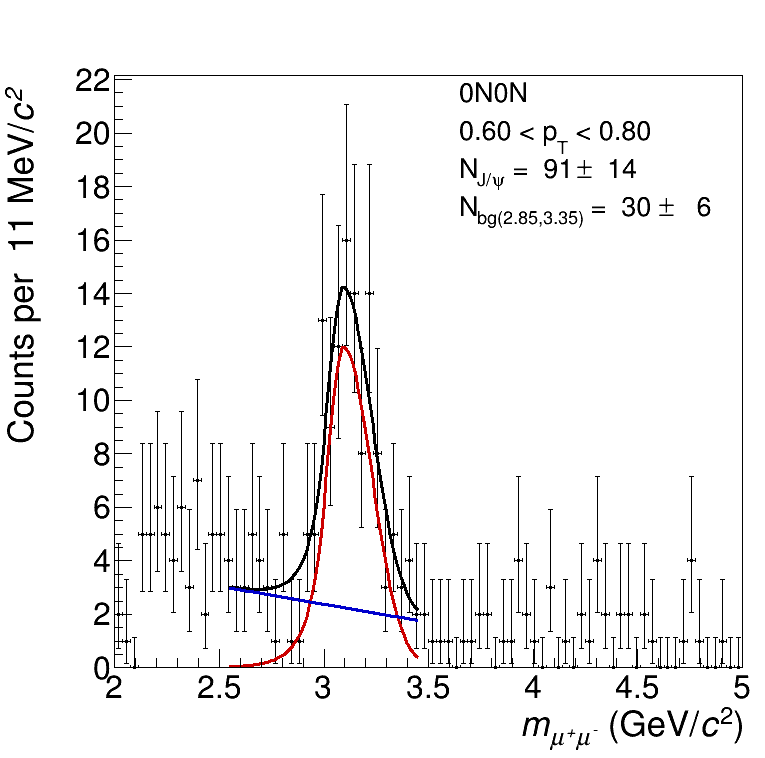 Counts per 11 MeV/c²
22
20
18
16
14
12
10
8
6
4
2
0
0N0N
0.60 < p_T < 0.80
N_J/ψ = 91± 14
N_bg(2.85,3.35) = 30 ± 6
2 2.5 3 3.5 4 4.5 5
m_μ⁺μ⁻ (GeV/c²)